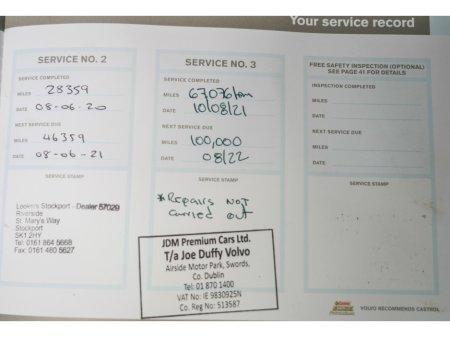 Your service record
SERVICE NO. 2
SERVICE COMPLETED
MILES 28359
DATE 08-06-20
NEXT SERVICE DUE
MILES 46359
DATE 08-06-21
SERVICE STAMP
Lookers Stockport - Dealer 57029
Riverside
St. Mary's Way
Stockport
SK1 2HY
Tel: 0161 864 5668
Fax: 0161 480 5627
SERVICE NO. 3
SERVICE COMPLETED
MILES 67076/km
DATE 10/08/21
NEXT SERVICE DUE
MILES 100,000
DATE 08/22
SERVICE STAMP
*Repairs not
carried out
JDM Premium Cars Ltd.
T/a Joe Duffy Volvo
Airside Motor Park, Swords,
Co. Dublin
Tel: 01 870 1400
VAT No: IE 9830925N
Co. Reg No: 513587
FREE SAFETY INSPECTION (OPTIONAL)
SEE PAGE 41 FOR DETAILS
SERVICE COMPLETED
MILES
DATE
NEXT SERVICE DUE
MILES
DATE
SERVICE STAMP
Castrol
VOLVO RECOMMENDS CASTROL